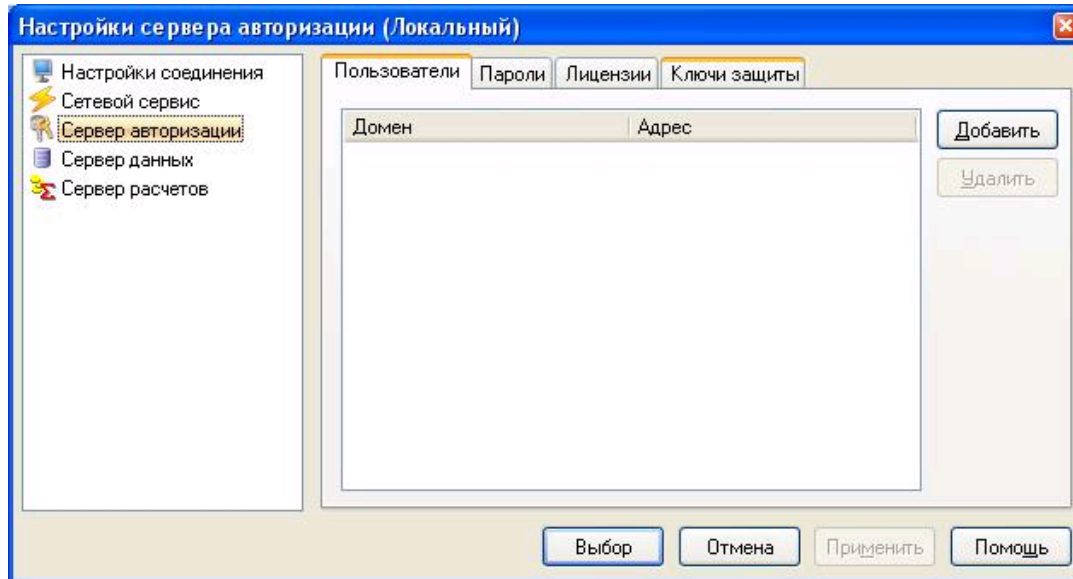 Настройки сервера авторизации (Локальный)
Настройки соединения
Сетевой сервис
Сервер авторизации
Сервер данных
Сервер расчетов
Пользователи Пароли Лицензии Ключи защиты
Домен Адрес
Добавить
Удалить
Выбор Отмена Применить Помощь